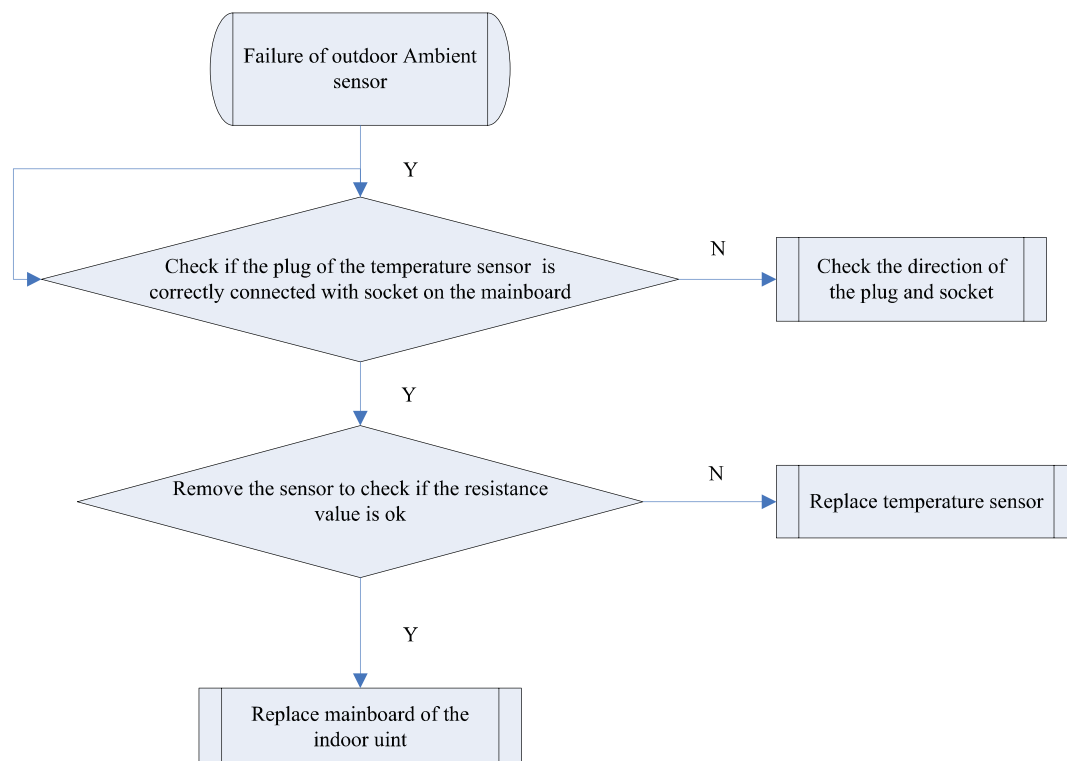 Failure of outdoor Ambient
sensor
Y
Check if the plug of the temperature sensor  is
correctly connected with socket on the mainboard
N
Check the direction of
the plug and socket
Y
Remove the sensor to check if the resistance
value is ok
N
Replace temperature sensor
Y
Replace mainboard of the
indoor uint